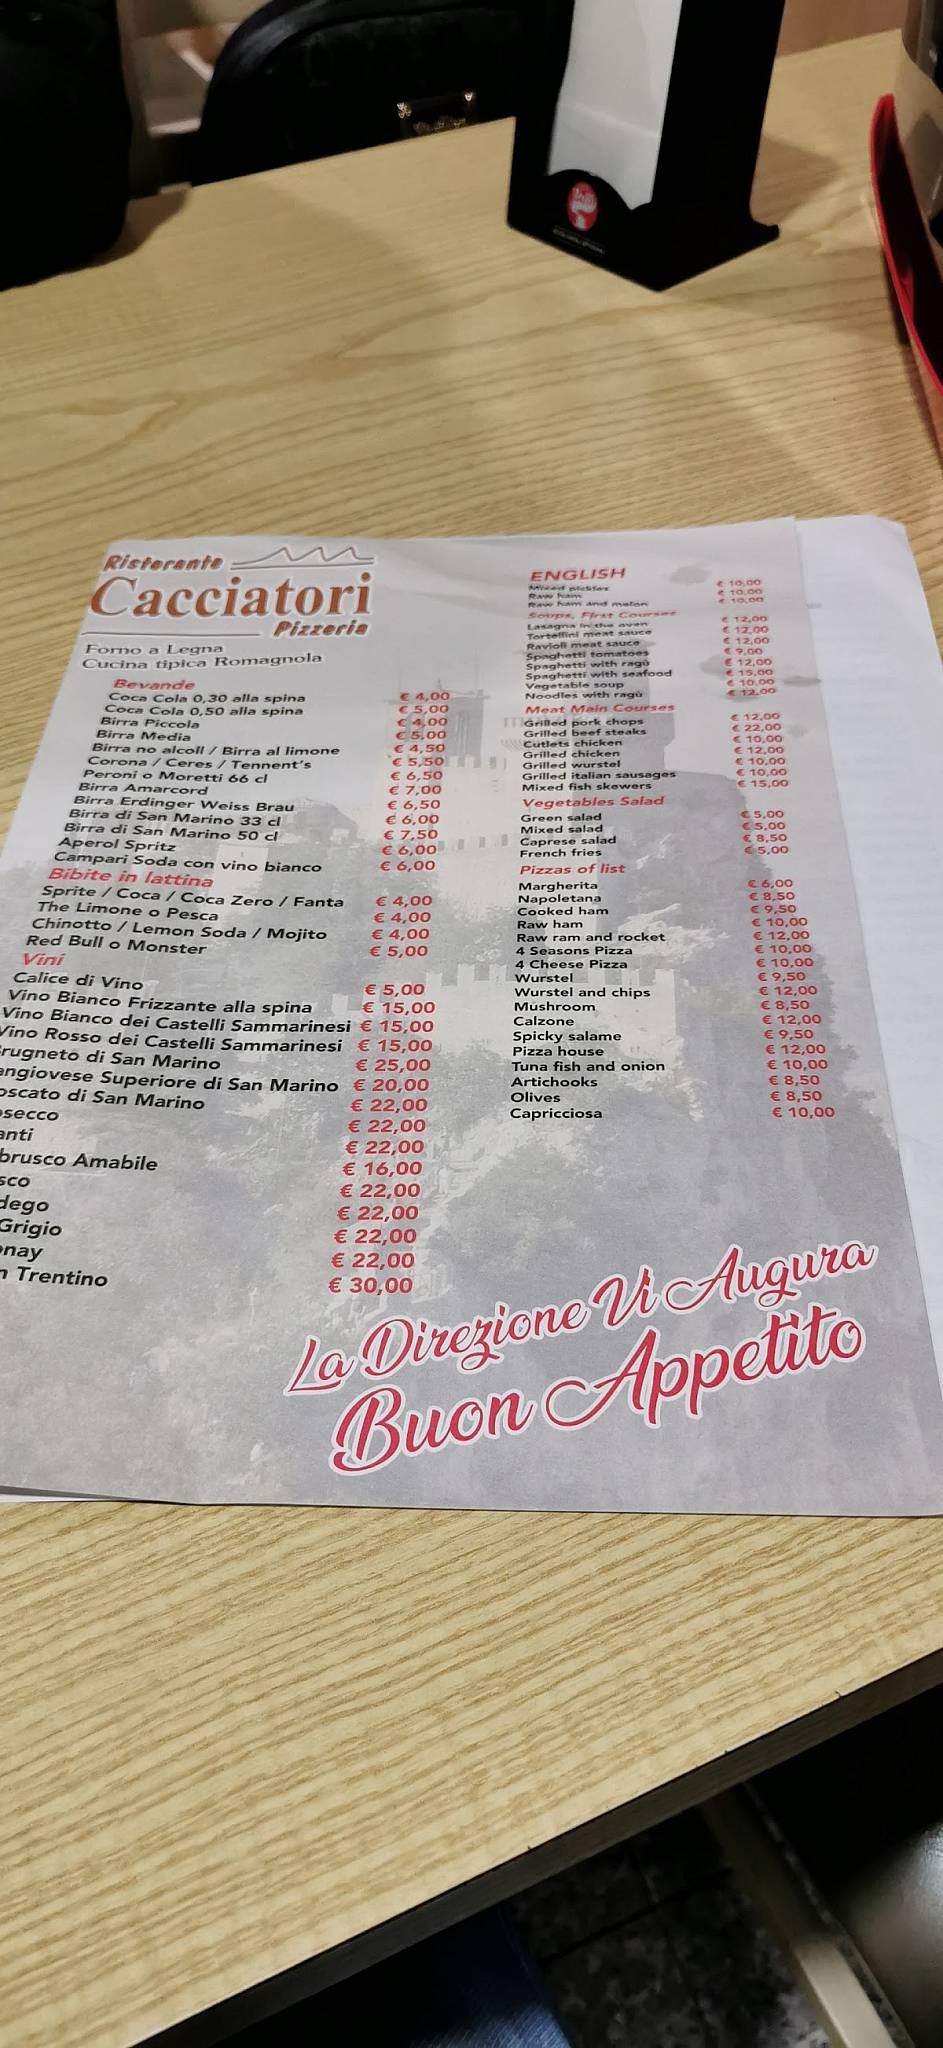 Ristorante
Cacciatori
Pizzeria
Forno a Legna
Cucina tipica Romagnola
Bevande
Coca Cola 0,30 alla spina € 4,00
Coca Cola 0,50 alla spina € 5,00
Birra Piccola € 4,00
Birra Media € 5,00
Birra no alcoll / Birra al limone € 4,50
Corona / Ceres / Tennent's € 5,50
Peroni o Moretti 66 cl € 6,50
Birra Amarcord € 7,00
Birra Erdinger Weiss Brau € 6,50
Birra di San Marino 33 cl € 6,00
Birra di San Marino 50 cl € 7,50
Aperol Spritz € 6,00
Campari Soda con vino bianco € 6,00
Bibite in lattina
Sprite / Coca / Coca Zero / Fanta € 4,00
The Limone o Pesca € 4,00
Chinotto / Lemon Soda / Mojito € 4,00
Red Bull o Monster € 5,00
Vini
Calice di Vino € 5,00
Vino Bianco Frizzante alla spina € 15,00
Vino Bianco dei Castelli Sammarinesi € 15,00
Vino Rosso dei Castelli Sammarinesi € 15,00
rugneto di San Marino € 25,00
angiovese Superiore di San Marino € 20,00
oscato di San Marino € 22,00
osecco € 22,00
anti € 22,00
brusco Amabile € 16,00
sco € 22,00
dego € 22,00
Grigio € 22,00
onay € 22,00
n Trentino € 30,00
ENGLISH
Mixed pickles € 10,00
Raw ham € 10,00
Raw ham and melon € 10,00
Soups, First Courses
Lasagna in the oven € 12,00
Tortellini meat sauce € 12,00
Ravioli meat sauce € 12,00
Spaghetti tomatoes € 9,00
Spaghetti with ragù € 12,00
Spaghetti with seafood € 15,00
Vegetable soup € 10,00
Noodles with ragù € 12,00
Meat Main Courses
Grilled pork chops € 12,00
Grilled beef steaks € 22,00
Cutlets chicken € 10,00
Grilled chicken € 12,00
Grilled wurstel € 10,00
Grilled italian sausages € 10,00
Mixed fish skewers € 15,00
Vegetables Salad
Green salad € 5,00
Mixed salad € 5,00
Caprese salad € 8,50
French fries € 5,00
Pizzas of list
Margherita € 6,00
Napoletana € 8,50
Cooked ham € 9,50
Raw ham € 10,00
Raw ram and rocket € 12,00
4 Seasons Pizza € 10,00
4 Cheese Pizza € 10,00
Wurstel € 9,50
Wurstel and chips € 12,00
Mushroom € 8,50
Calzone € 12,00
Spicky salame € 9,50
Pizza house € 12,00
Tuna fish and onion € 10,00
Artichooks € 8,50
Olives € 8,50
Capricciosa € 10,00
La Direzione Vi Augura
Buon Appetito